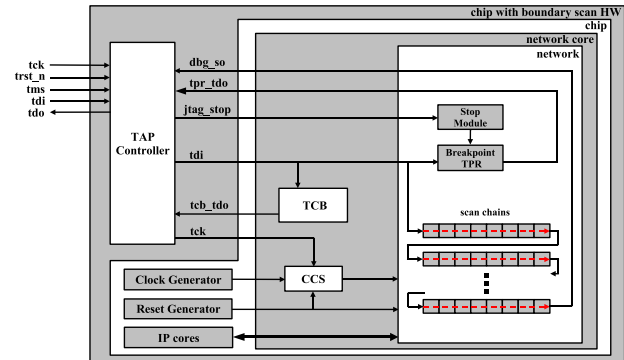 chip with boundary scan HW
chip
network core
network
tck
trst_n
tms
tdi
tdo
TAP
Controller
dbg_so
tpr_tdo
jtag_stop
tdi
tcb_tdo
tck
Stop
Module
Breakpoint
TPR
TCB
scan chains
CCS
Clock Generator
Reset Generator
IP cores